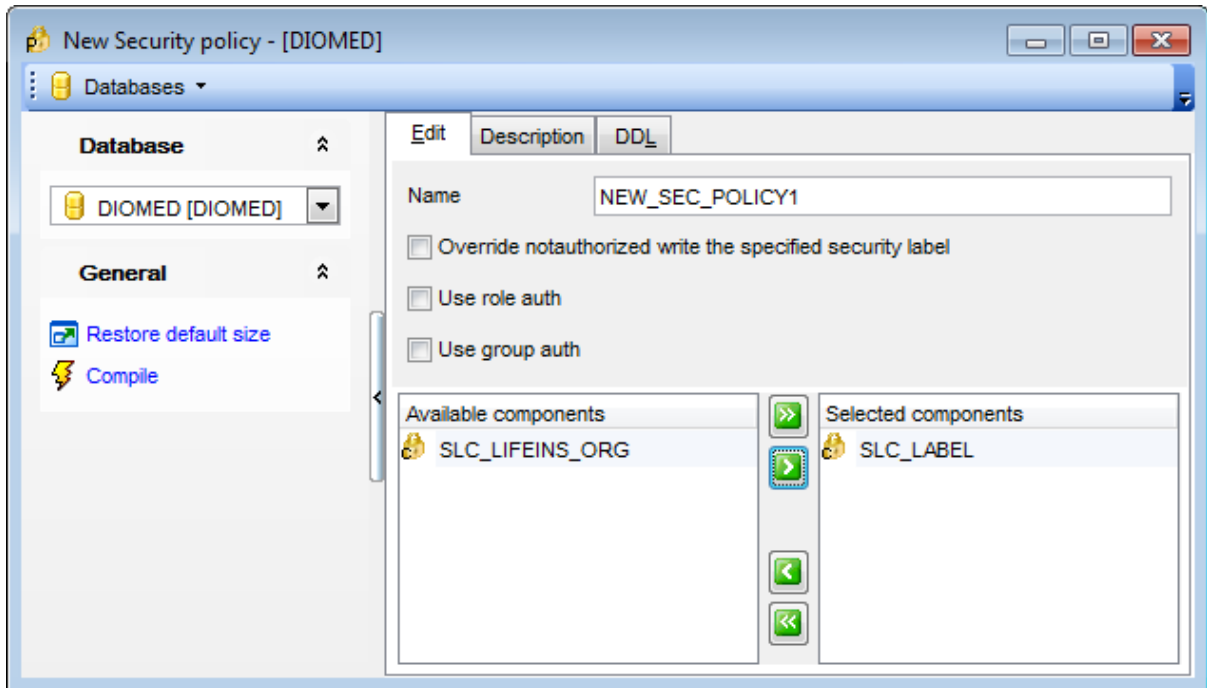 New Security policy - [DIOMED]
Databases
Database
DIOMED [DIOMED]
General
Restore default size
Compile
Edit
Description
DDL
Name
NEW_SEC_POLICY1
Override notauthorized write the specified security label
Use role auth
Use group auth
Available components
SLC_LIFEINS_ORG
Selected components
SLC_LABEL